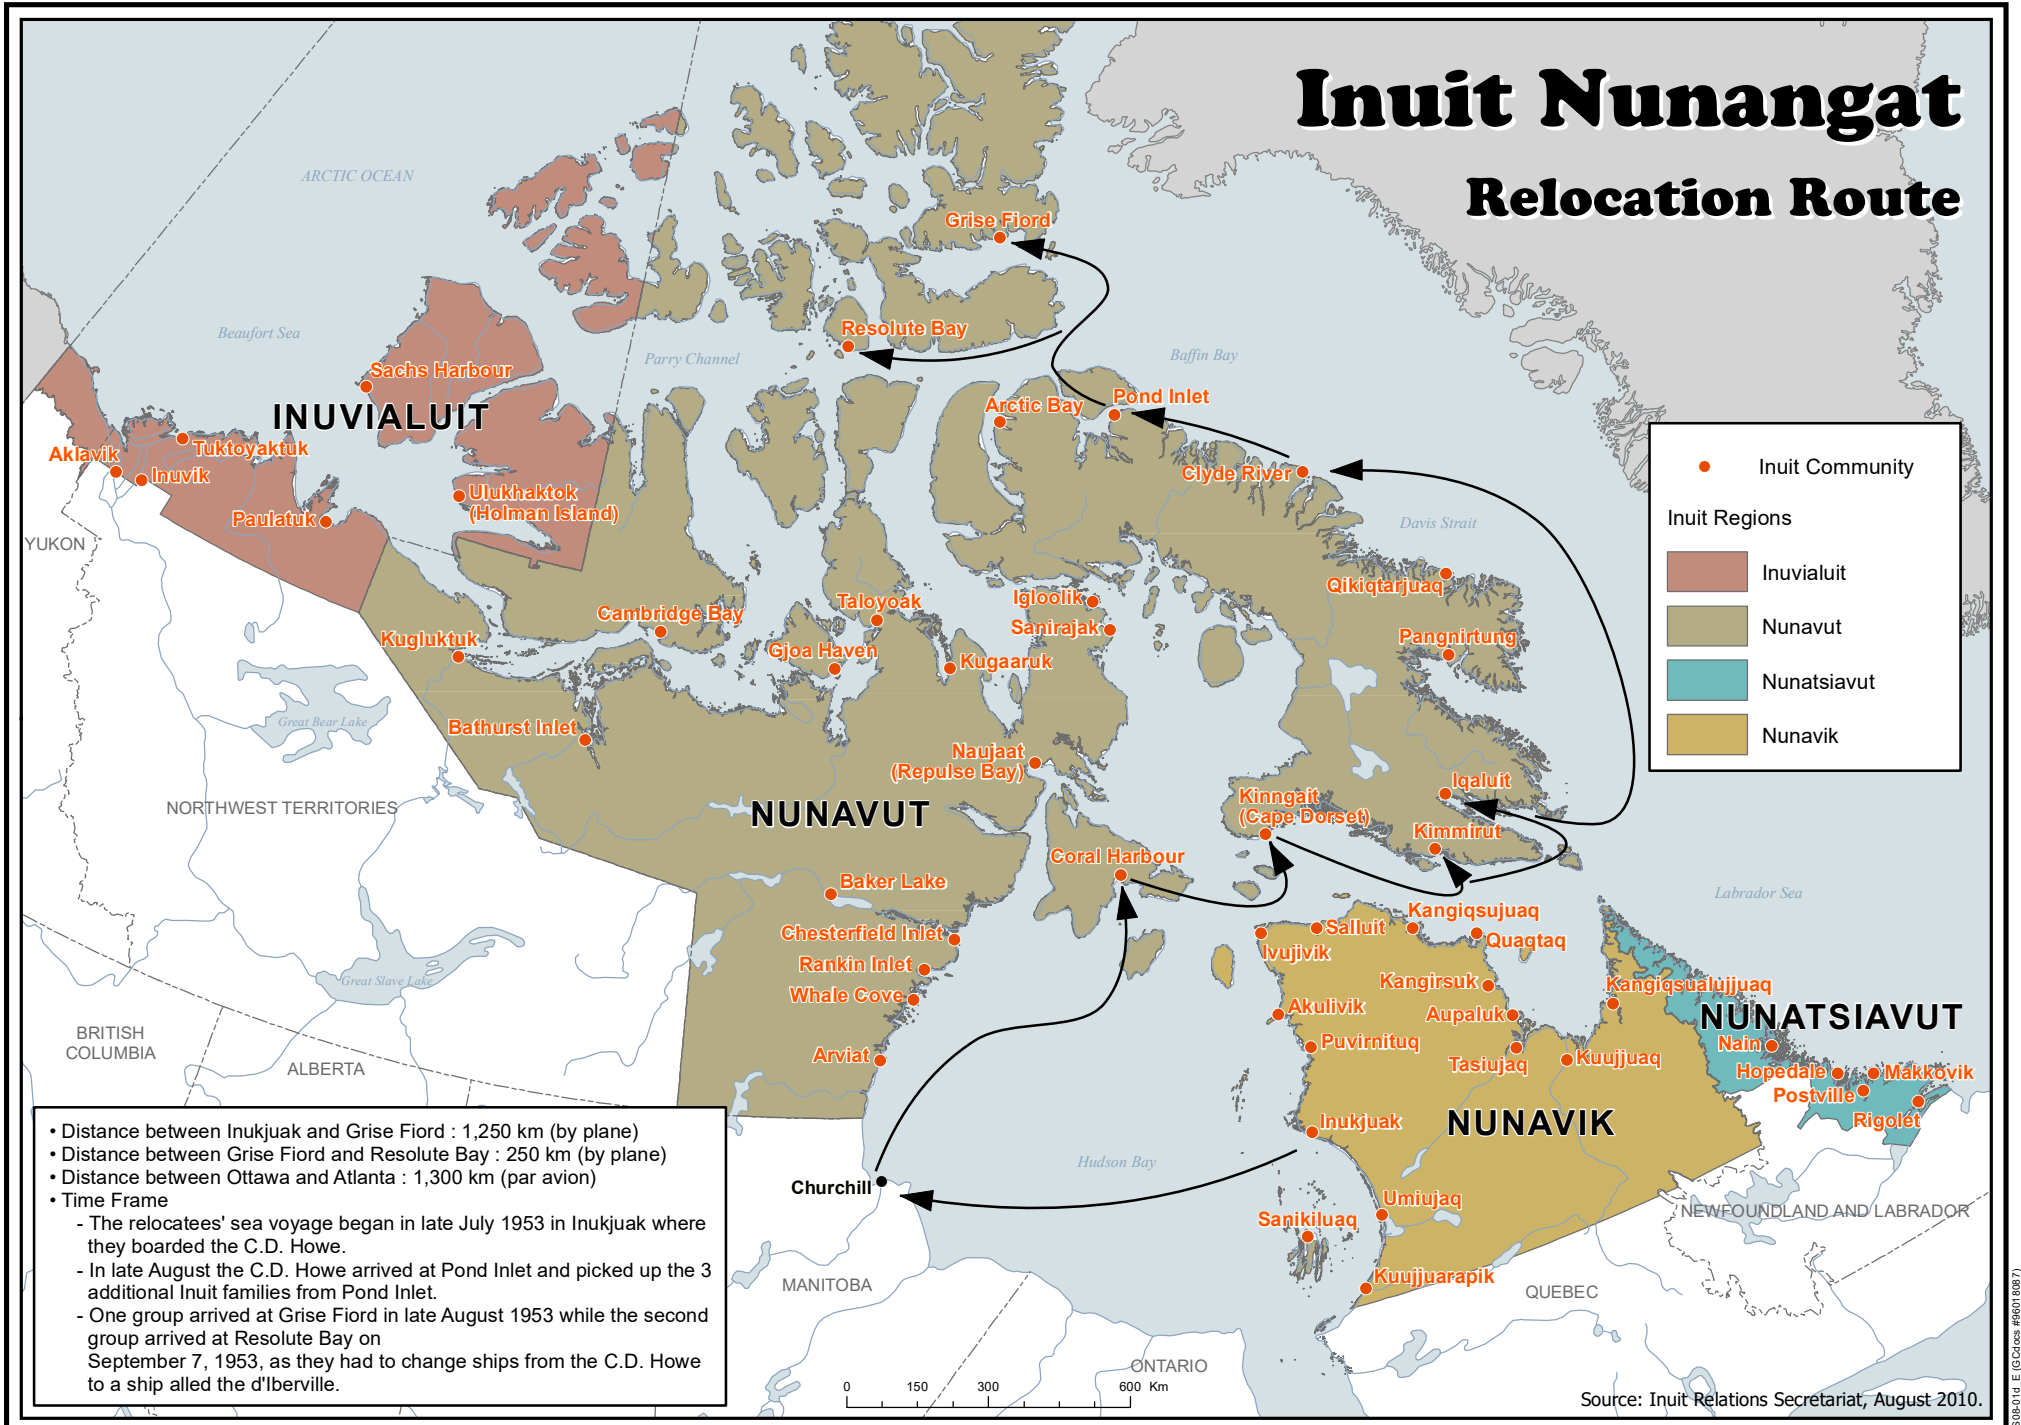 Inuit Nunangat
Relocation Route
ARCTIC OCEAN
Grise Fiord
Beaufort Sea
Resolute Bay
Parry Channel
Baffin Bay
Sachs Harbour
INUVIALUIT
Arctic Bay
Pond Inlet
Tuktoyaktuk
Aklavik
Inuvik
Clyde River
Ulukhaktok
(Holman Island)
Paulatuk
Davis Strait
YUKON
Inuit Community
Inuit Regions
Inuvialuit
Nunavut
Nunatsiavut
Nunavik
Qikiqtarjuaq
Igloolik
Taloyoak
Cambridge Bay
Sanirajak
Pangnirtung
Kugluktuk
Gjoa Haven
Kugaaruk
Great Bear Lake
Bathurst Inlet
Naujaat
(Repulse Bay)
Iqaluit
Kinngait
(Cape Dorset)
NORTHWEST TERRITORIES
NUNAVUT
Kimmirut
Coral Harbour
Baker Lake
Labrador Sea
Kangiqsujuaq
Salluit
Quaqtaq
Ivujivik
Chesterfield Inlet
Rankin Inlet
Great Slave Lake
Kangirsuk
Kangiqsualujjuaq
Whale Cove
Akulivik
Aupaluk
NUNATSIAVUT
BRITISH
COLUMBIA
Puvirnituq
Nain
Arviat
Tasiujaq
Kuujjuaq
ALBERTA
Hopedale
Makkovik
Postville
Inukjuak
NUNAVIK
Rigolet
Hudson Bay
Churchill
Umiujaq
Sanikiluaq
NEWFOUNDLAND AND LABRADOR
Kuujjuarapik
MANITOBA
QUEBEC
ONTARIO
• Distance between Inukjuak and Grise Fiord : 1,250 km (by plane)
• Distance between Grise Fiord and Resolute Bay : 250 km (by plane)
• Distance between Ottawa and Atlanta : 1,300 km (par avion)
• Time Frame
- The relocatees' sea voyage began in late July 1953 in Inukjuak where
they boarded the C.D. Howe.
- In late August the C.D. Howe arrived at Pond Inlet and picked up the 3
additional Inuit families from Pond Inlet.
- One group arrived at Grise Fiord in late August 1953 while the second
group arrived at Resolute Bay on
September 7, 1953, as they had to change ships from the C.D. Howe
to a ship alled the d'Iberville.
0 150 300 600 Km
Source: Inuit Relations Secretariat, August 2010.
E (GCdocs #96018087)